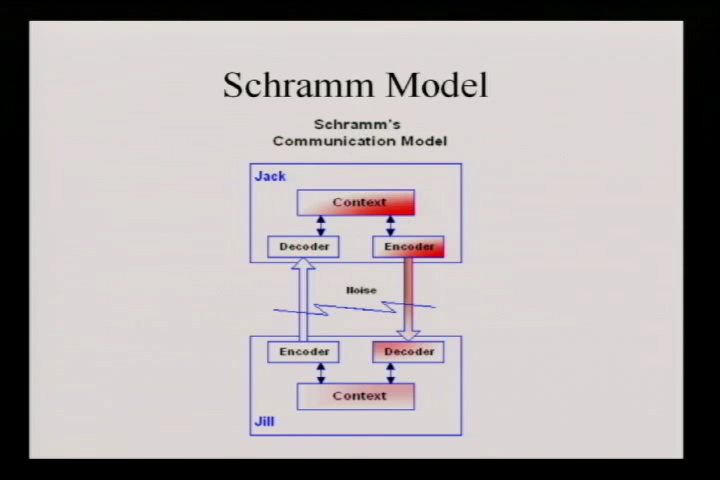 Schramm Model
Schramm's
Communication Model
Jack
Context
Decoder
Encoder
Noise
Encoder
Decoder
Context
Jill